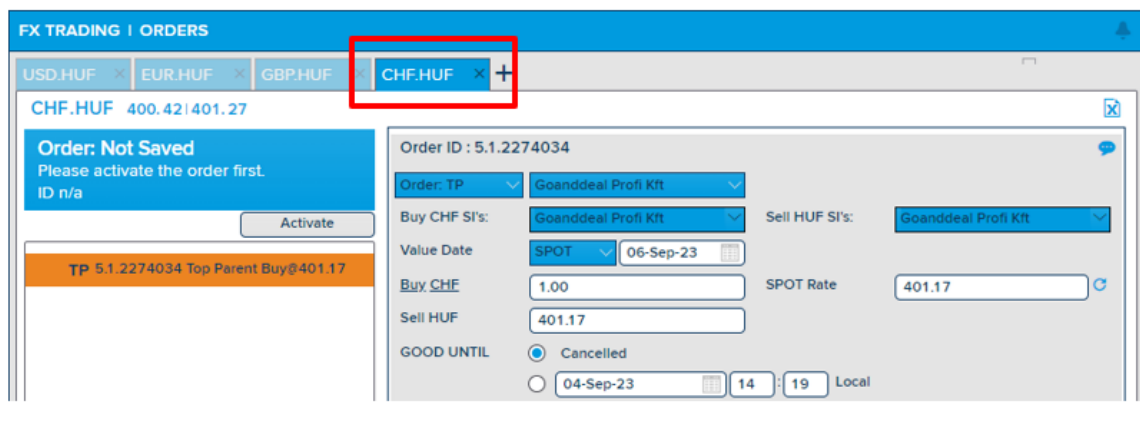 FX TRADING | ORDERS
USD.HUF × EUR.HUF × GBP.HUF × CHF.HUF × +
CHF.HUF 400.42|401.27
Order: Not Saved
Please activate the order first.
ID n/a
Activate
TP 5.1.2274034 Top Parent Buy@401.17
Order ID : 5.1.2274034
Order: TP Goanddeal Profi Kft
Buy CHF SI's: Goanddeal Profi Kft Sell HUF SI's: Goanddeal Profi Kft
Value Date SPOT 06-Sep-23
Buy CHF 1.00 SPOT Rate 401.17
Sell HUF 401.17
GOOD UNTIL Cancelled
04-Sep-23 14 : 19 Local